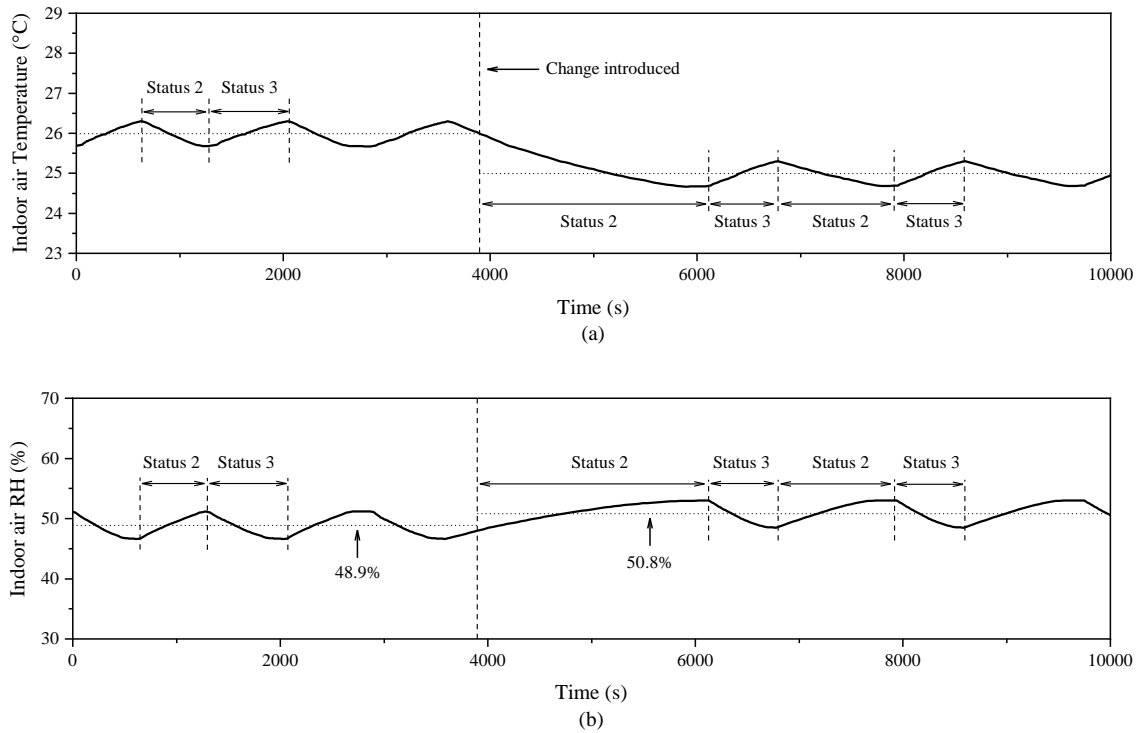 29
28
27
26
25
24
23
Indoor air Temperature (°C)
Change introduced
Status 2 Status 3
Status 2 Status 3 Status 2 Status 3
0 2000 4000 6000 8000 10000
Time (s)
(a)
70
60
50
40
30
Indoor air RH (%)
Status 2 Status 3 Status 2 Status 3 Status 2 Status 3
48.9%
50.8%
0 2000 4000 6000 8000 10000
Time (s)
(b)